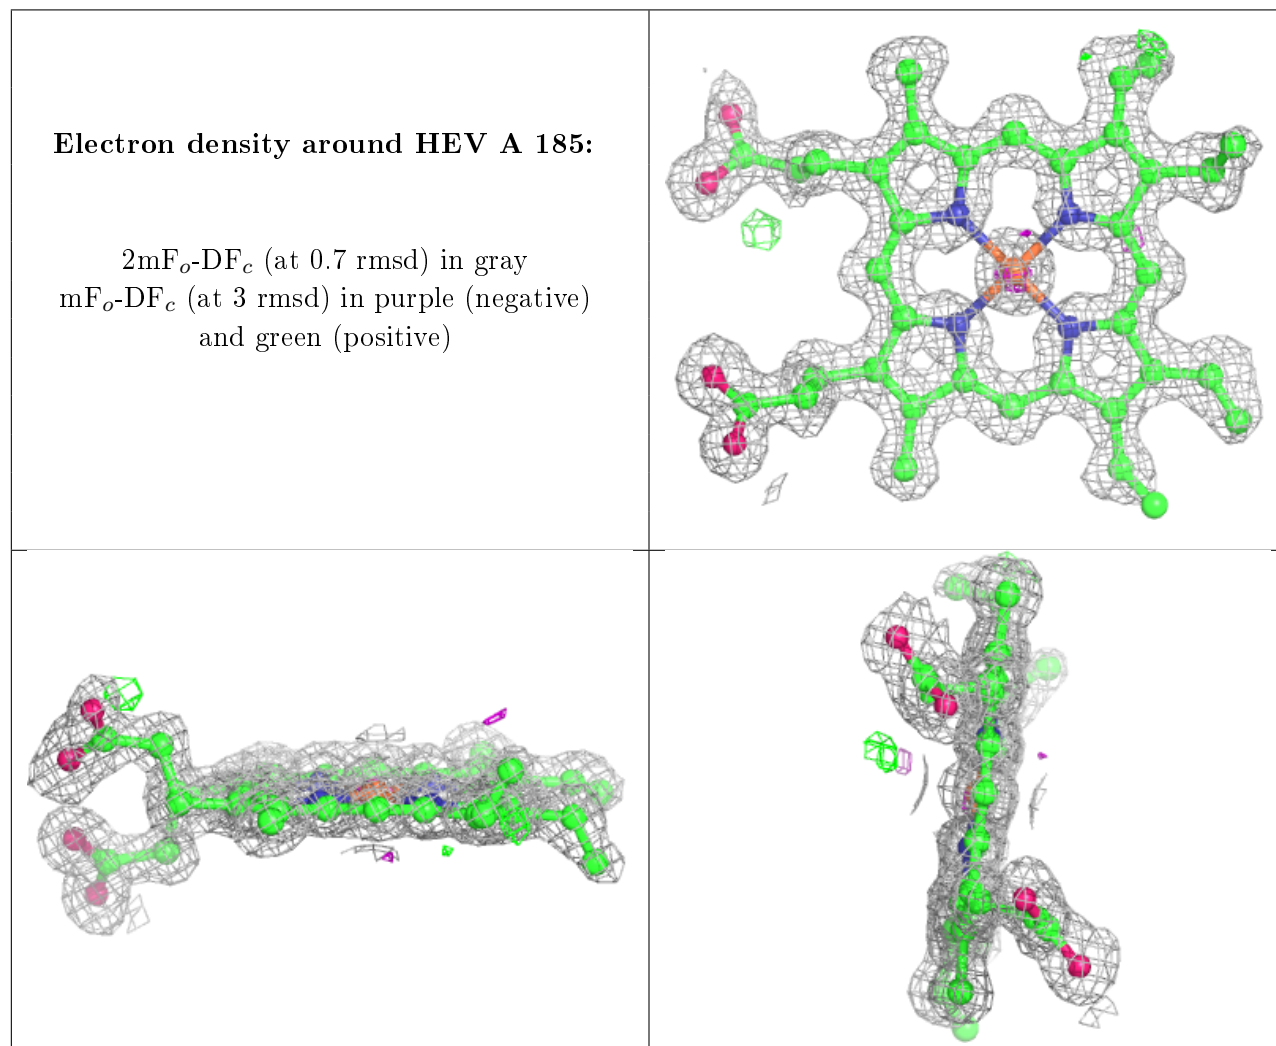 Electron density around HEV A 185:
2mFo-DFc (at 0.7 rmsd) in gray
mFo-DFc (at 3 rmsd) in purple (negative)
and green (positive)